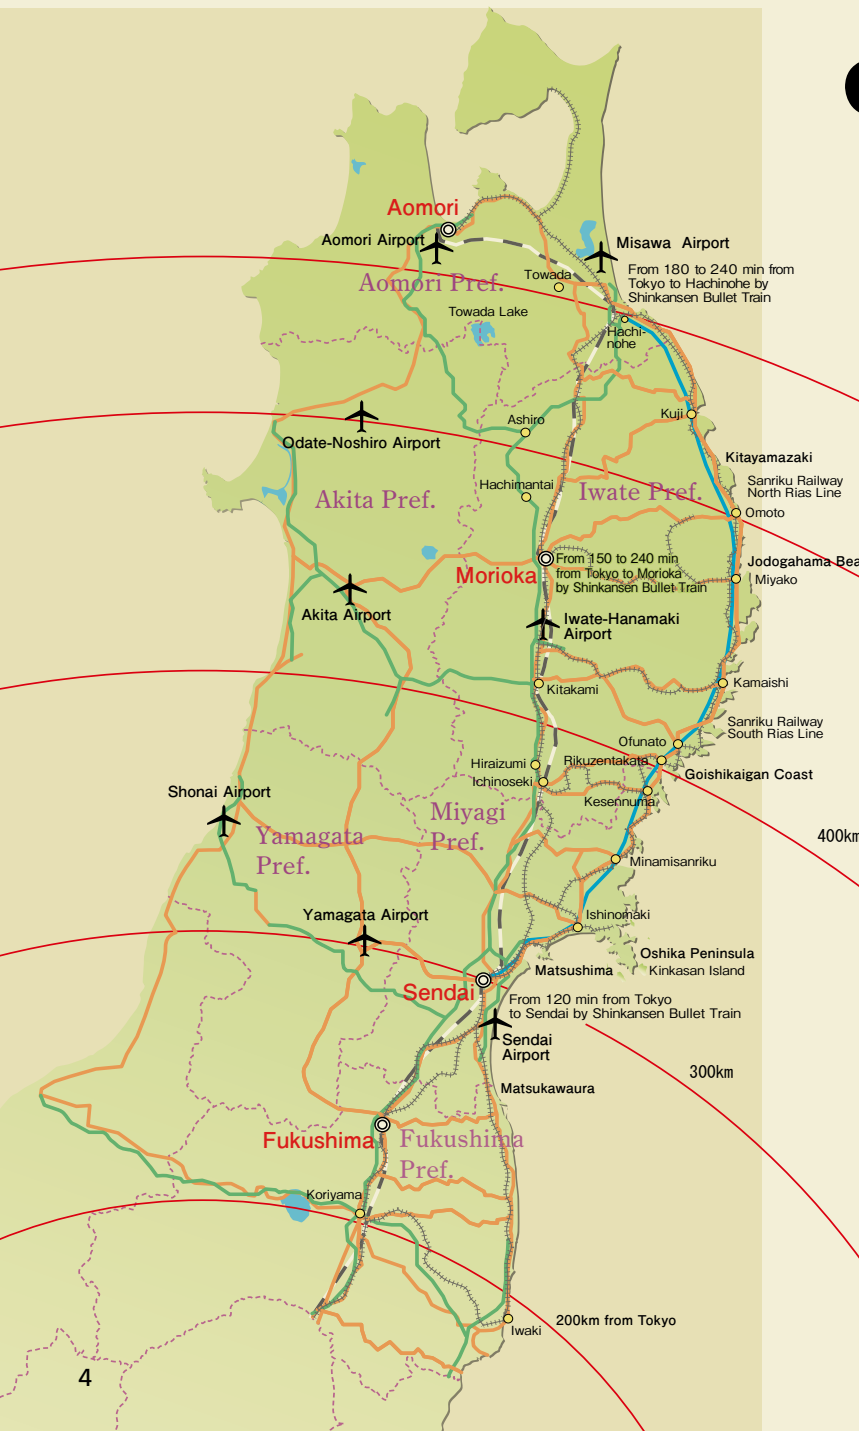 Aomori
Aomori Airport
Misawa Airport
From 180 to 240 min from
Tokyo to Hachinohe by
Shinkansen Bullet Train
Aomori Pref.
Towada
Towada Lake
Hachi-
nohe
Kuji
Ashiro
Odate-Noshiro Airport
Kitayamazaki
Hachimantai
Sanriku Railway
North Rias Line
Akita Pref.
Iwate Pref.
Omoto
From 150 to 240 min
from Tokyo to Morioka
by Shinkansen Bullet Train
Morioka
Jodogahama Bea
Miyako
Akita Airport
Iwate-Hanamaki
Airport
Kitakami
Kamaishi
Sanriku Railway
South Rias Line
Ofunato
Hiraizumi
Rikuzentakata
Ichinoseki
Goishikaigan Coast
Kesennuma
Shonai Airport
Miyagi
Pref.
Yamagata
Pref.
400km
Minamisanriku
Yamagata Airport
Ishinomaki
Oshika Peninsula
Matsushima
Kinkasan Island
Sendai
From 120 min from Tokyo
to Sendai by Shinkansen Bullet Train
Sendai
Airport
300km
Matsukawaura
Fukushima
Fukushima
Pref.
Koriyama
200km from Tokyo
Iwaki
4